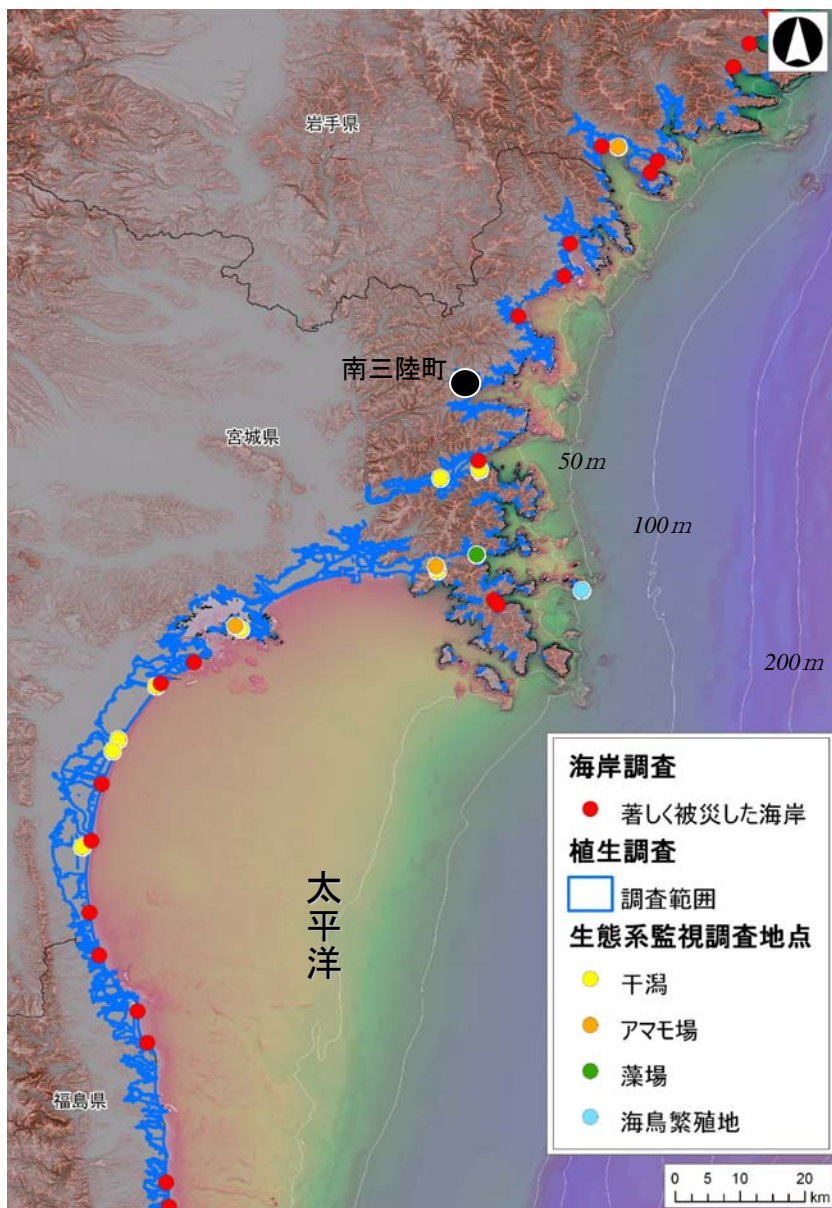 岩手県
南三陸町
宮城県
50 m
100 m
200 m
太平洋
福島県
海岸調査
著しく被災した海岸
植生調査
調査範囲
生態系監視調査地点
干潟
アマモ場
藻場
海鳥繁殖地
0 5 10 20
km